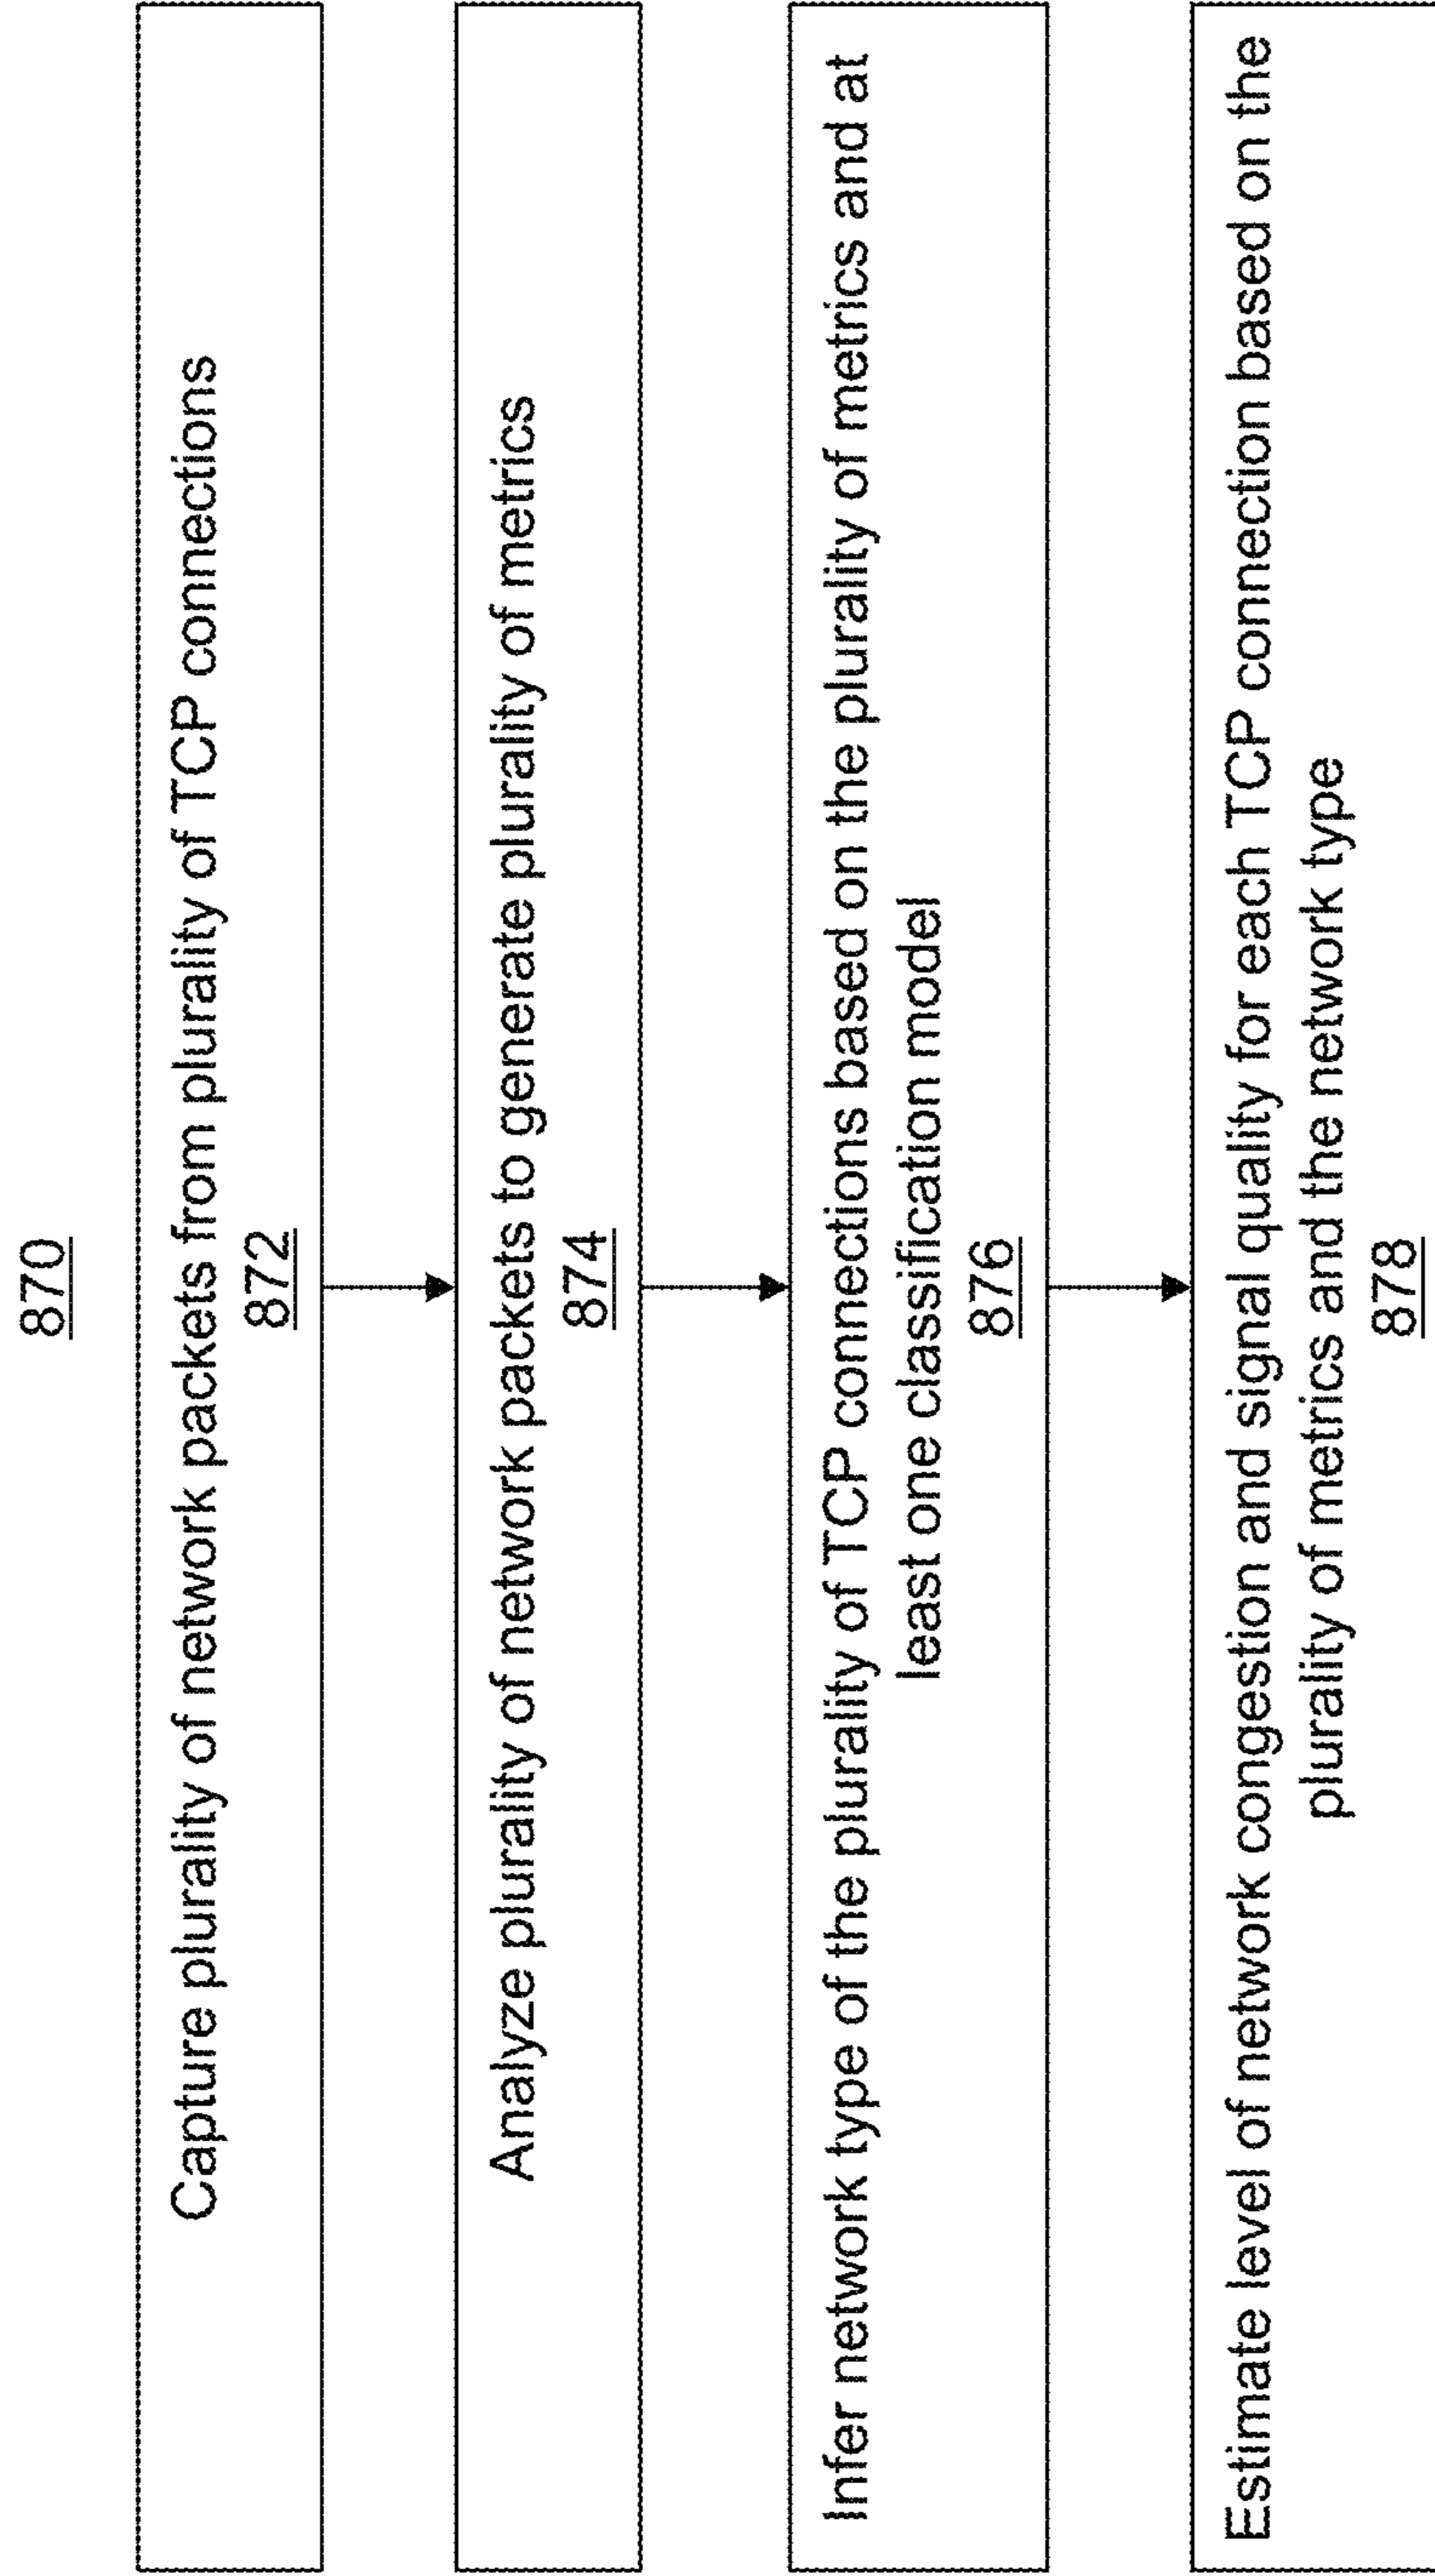 870
Capture plurality of network packets from plurality of TCP connections
872
Analyze plurality of network packets to generate plurality of metrics
874
Infer network type of the plurality of TCP connections based on the plurality of metrics and at
least one classification model
876
Estimate level of network congestion and signal quality for each TCP connection based on the
plurality of metrics and the network type
878